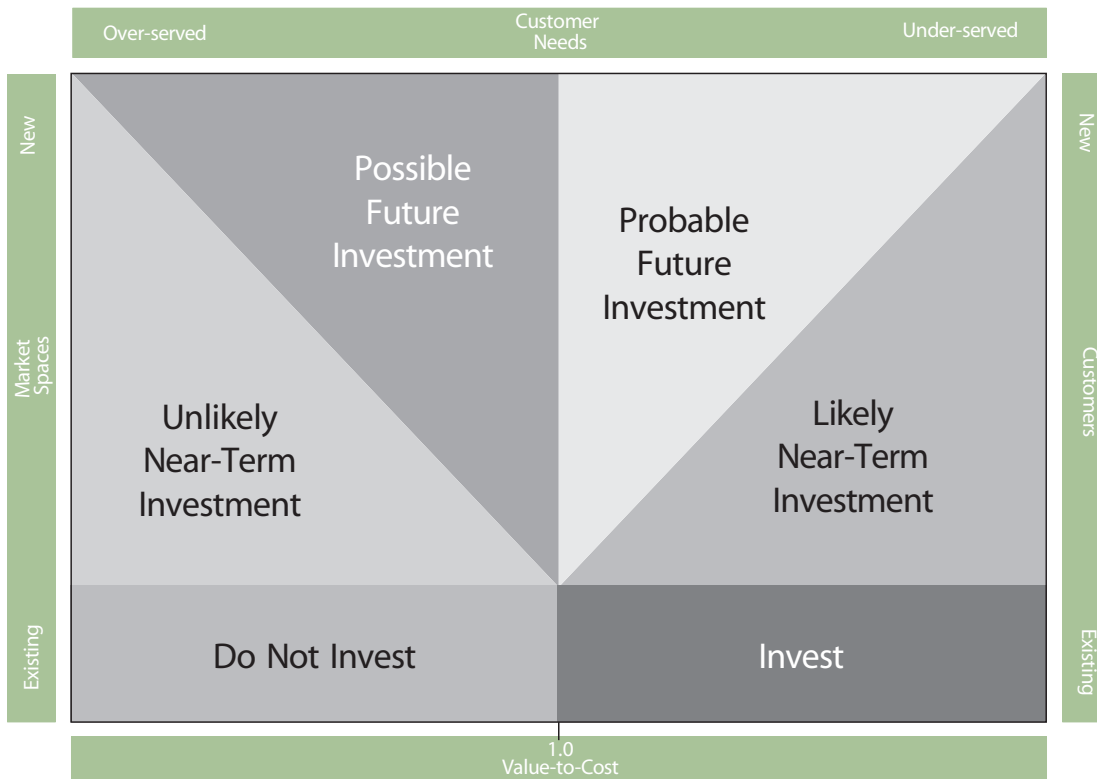 Over-served
Customer
Needs
Under-served
New
Market
Spaces
Existing
Possible
Future
Investment
Probable
Future
Investment
Unlikely
Near-Term
Investment
Likely
Near-Term
Investment
Do Not Invest
Invest
New
Customers
Existing
1.0
Value-to-Cost